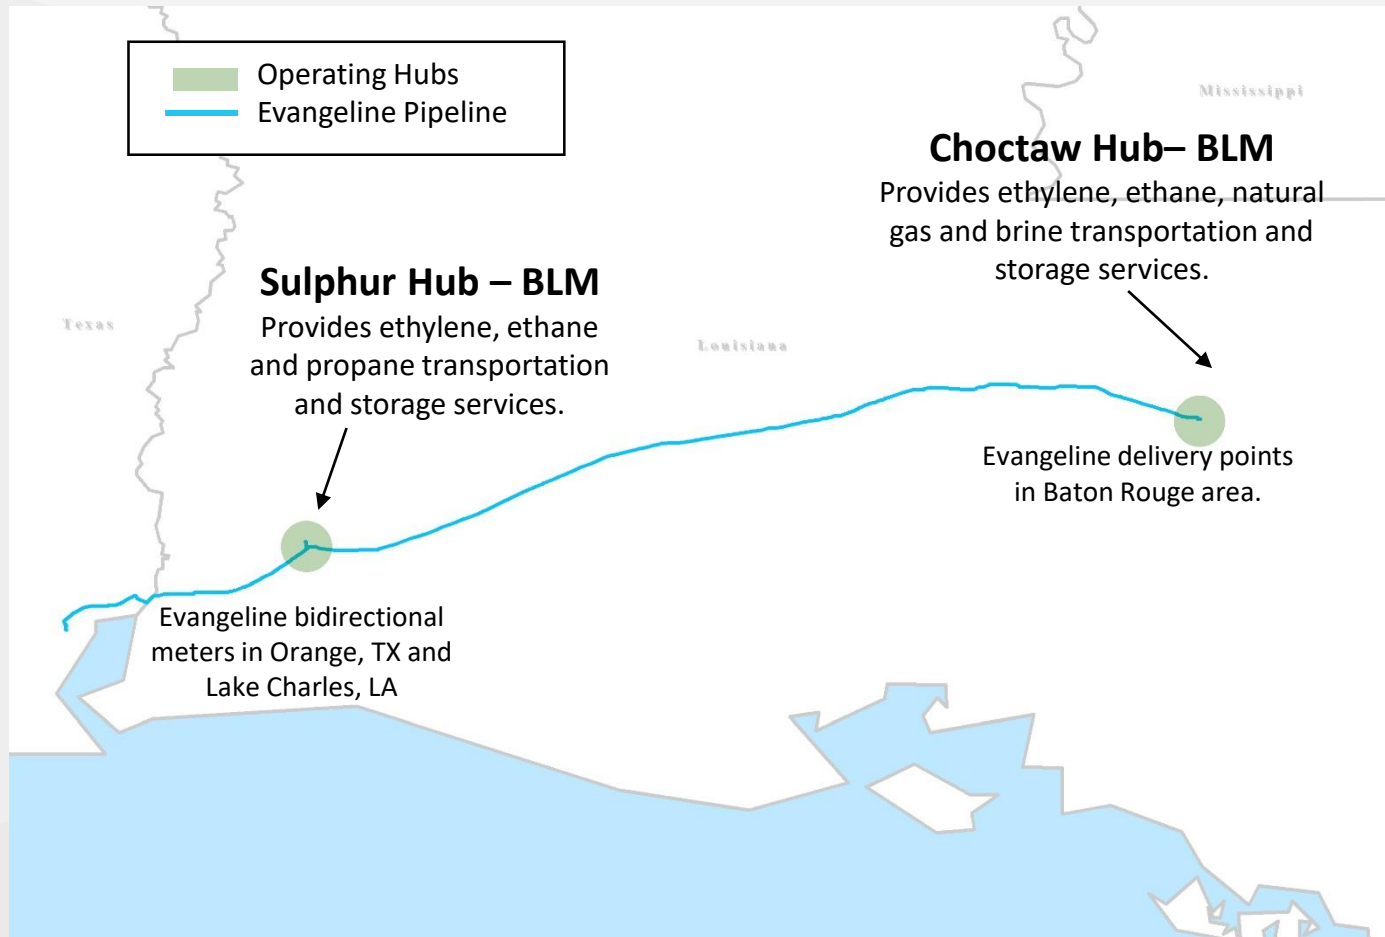 Operating Hubs
Evangeline Pipeline
Mississippi
Choctaw Hub– BLM
Provides ethylene, ethane, natural
gas and brine transportation and
storage services.
Sulphur Hub – BLM
Provides ethylene, ethane
and propane transportation
and storage services.
Texas
Louisiana
Evangeline delivery points
in Baton Rouge area.
Evangeline bidirectional
meters in Orange, TX and
Lake Charles, LA